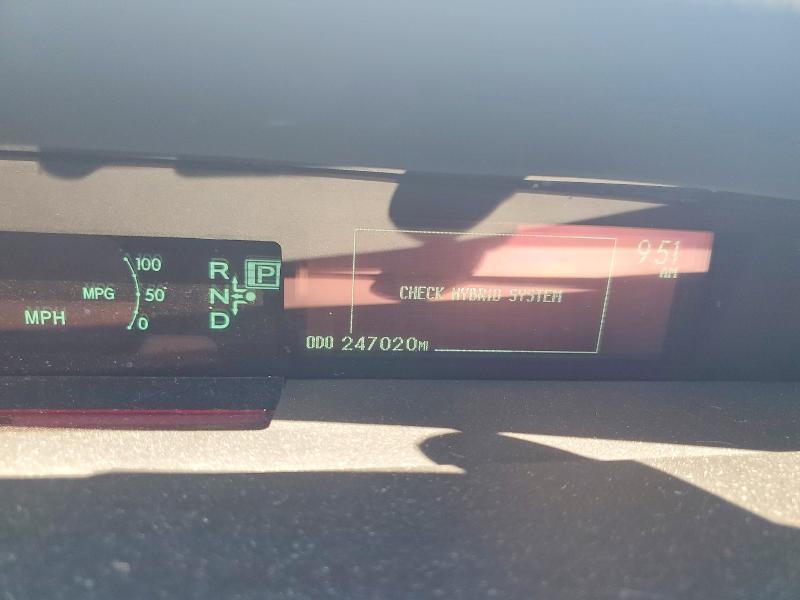 100
MPG 50
MPH 0
R P
N
D
9:51
AM
CHECK HYBRID SYSTEM
ODO 247020MI